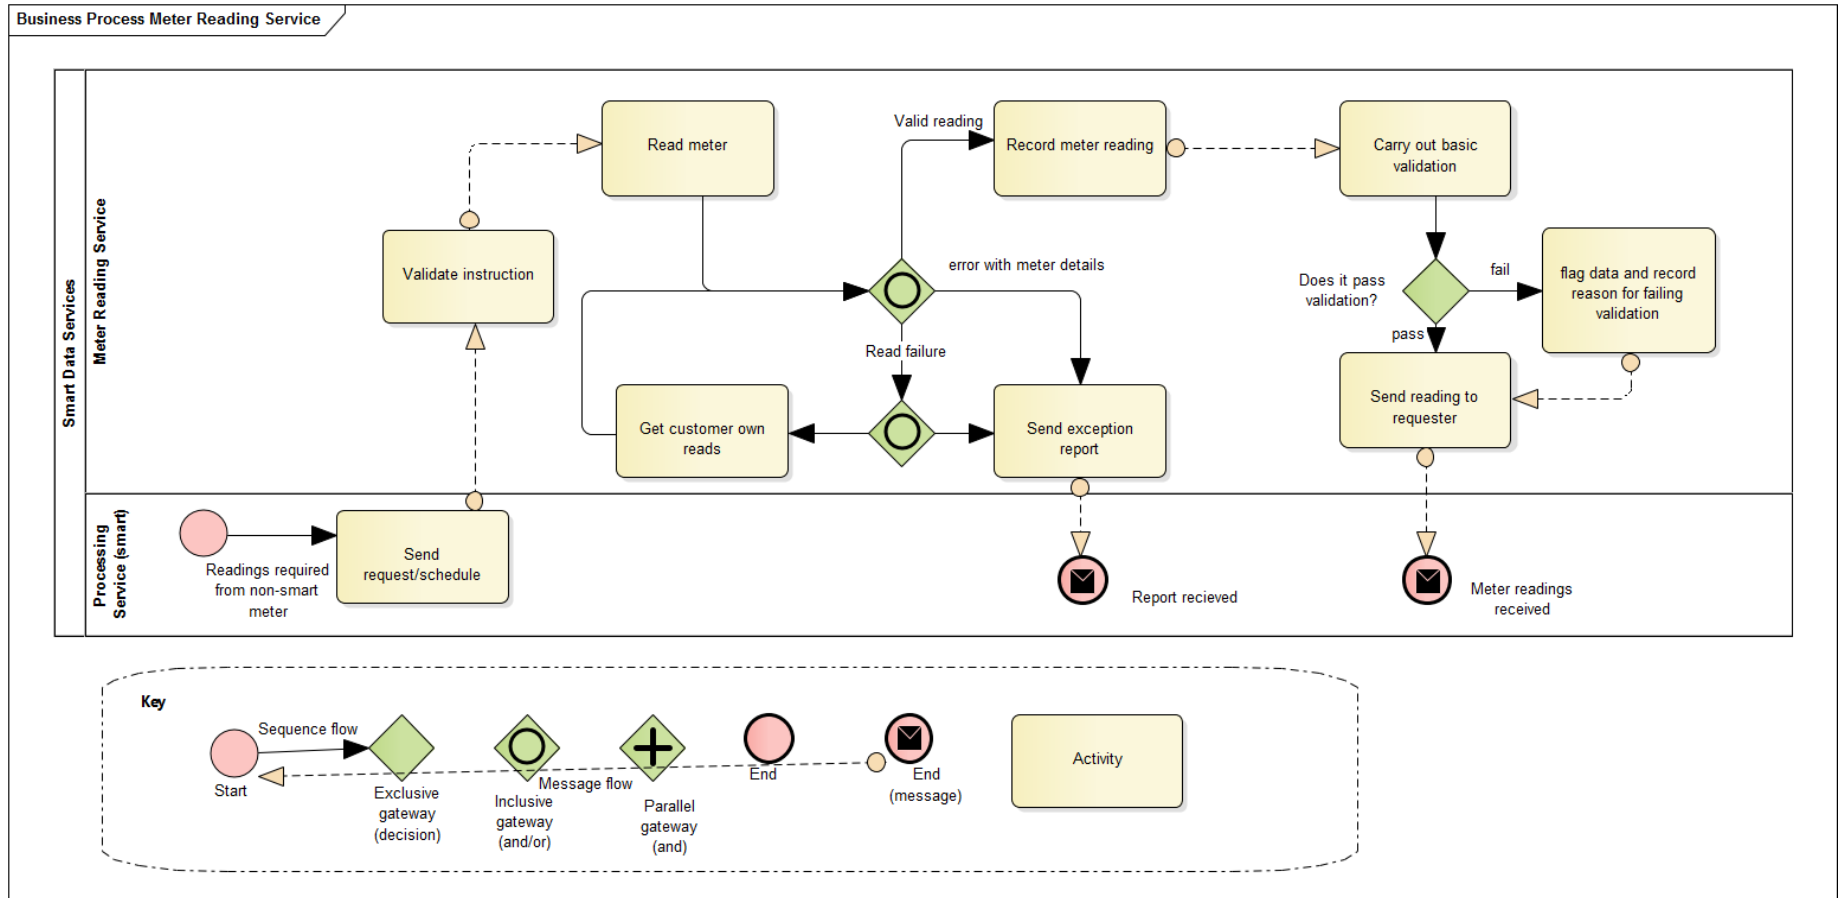 Business Process Meter Reading Service
Smart Data Services
Meter Reading Service
Read meter
Valid reading
Record meter reading
Carry out basic
validation
Validate instruction
error with meter details
Does it pass
validation?
fail
flag data and record
reason for failing
validation
pass
Read failure
Get customer own
reads
Send exception
report
Send reading to
requester
Processing
Service (smart)
Readings required
from non-smart
meter
Send
request/schedule
Report recieved
Meter readings
received
Key
Sequence flow
Start
Exclusive
gateway
(decision)
Inclusive
gateway
(and/or)
Message flow
Parallel
gateway
(and)
End
End
(message)
Activity